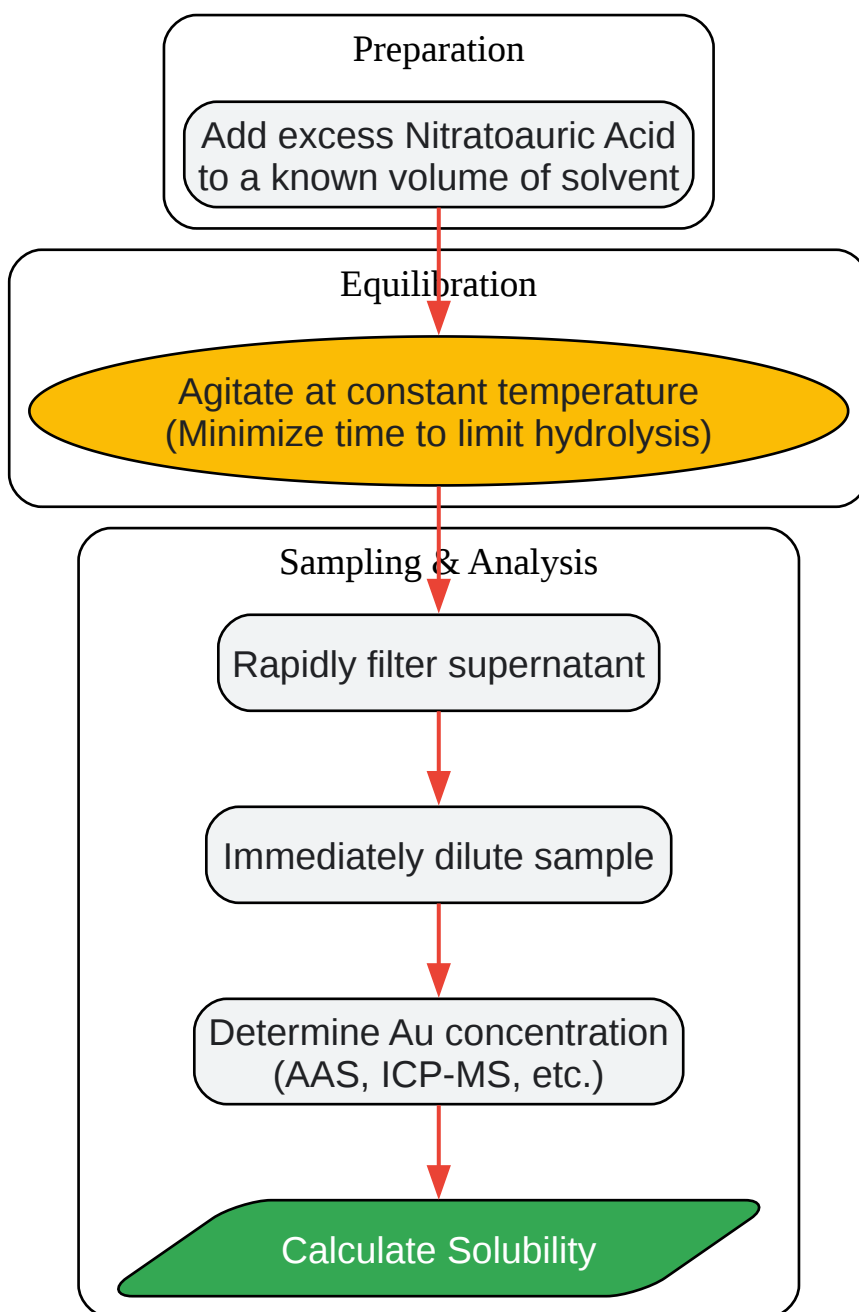 Preparation
Add excess Nitratoauric Acid
to a known volume of solvent
Equilibration
Agitate at constant temperature
(Minimize time to limit hydrolysis)
Sampling & Analysis
Rapidly filter supernatant
Immediately dilute sample
Determine Au concentration
(AAS, ICP-MS, etc.)
Calculate Solubility